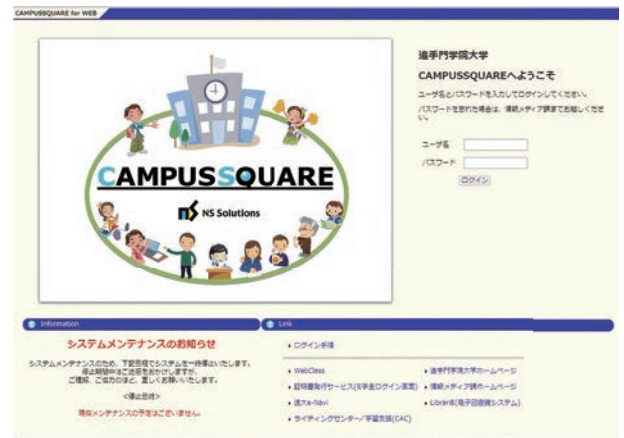 CAMPUSSQUARE for WEB
追手門学院大学
CAMPUSSQUAREへようこそ
ユーザ名とパスワードを入力してログインしてください。
パスワードを忘れた場合は、情報メディア課までお越しくださ
い。
ユーザ名
パスワード
ログイン
CAMPUSSQUARE
NS Solutions
Information
システムメンテナンスのお知らせ
システムメンテナンスのため、下記日程でシステムを一時停止いたします。
停止期間中はご迷惑をおかけしますが、
ご理解、ご協力のほど、宜しくお願いいたします。
<停止日時>
現在メンテナンスの予定はございません。
Link
ログイン手順
WebClass
証明書発行サービス(在学生ログイン画面)
追大e-Navi
ライティングセンター/学習支援(CAC)
追手門学院大学ホームページ
情報メディア課ホームページ
LibrariE(電子図書館システム)